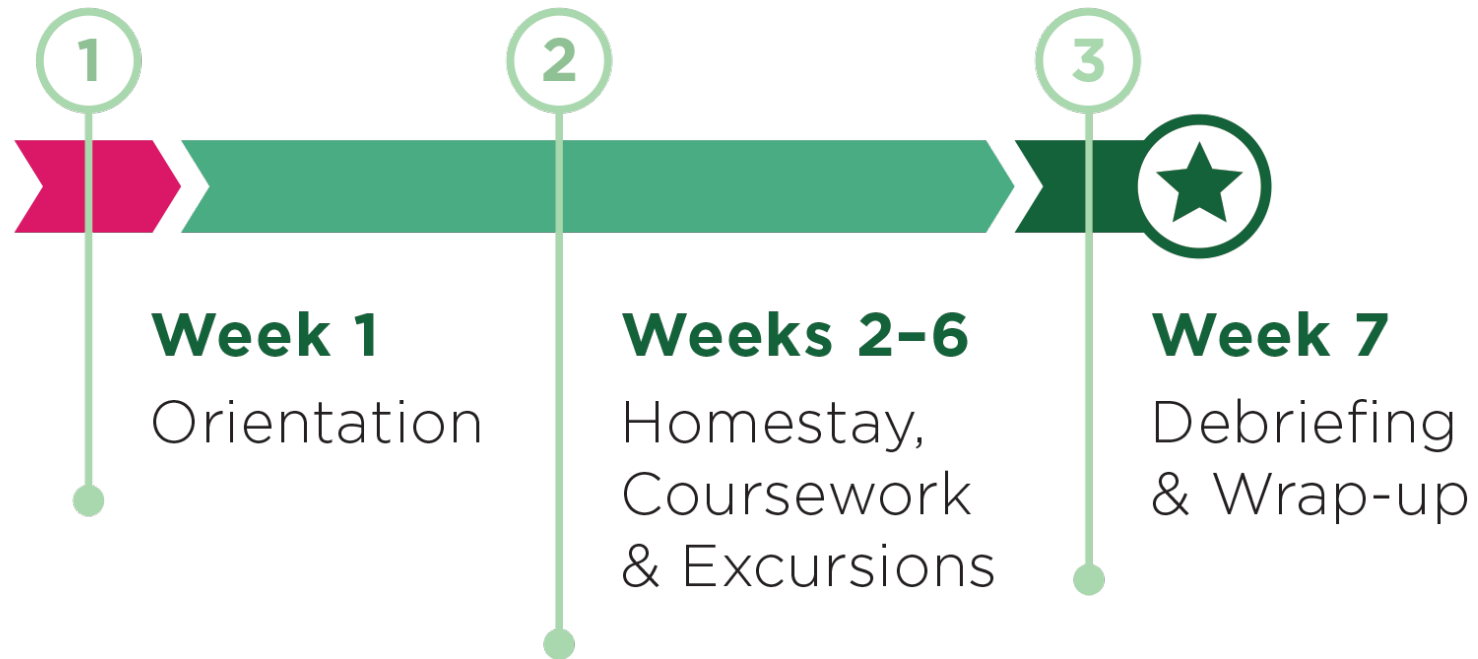 1
2
3
Week 1
Orientation
Weeks 2–6
Homestay,
Coursework
& Excursions
Week 7
Debriefing
& Wrap-up